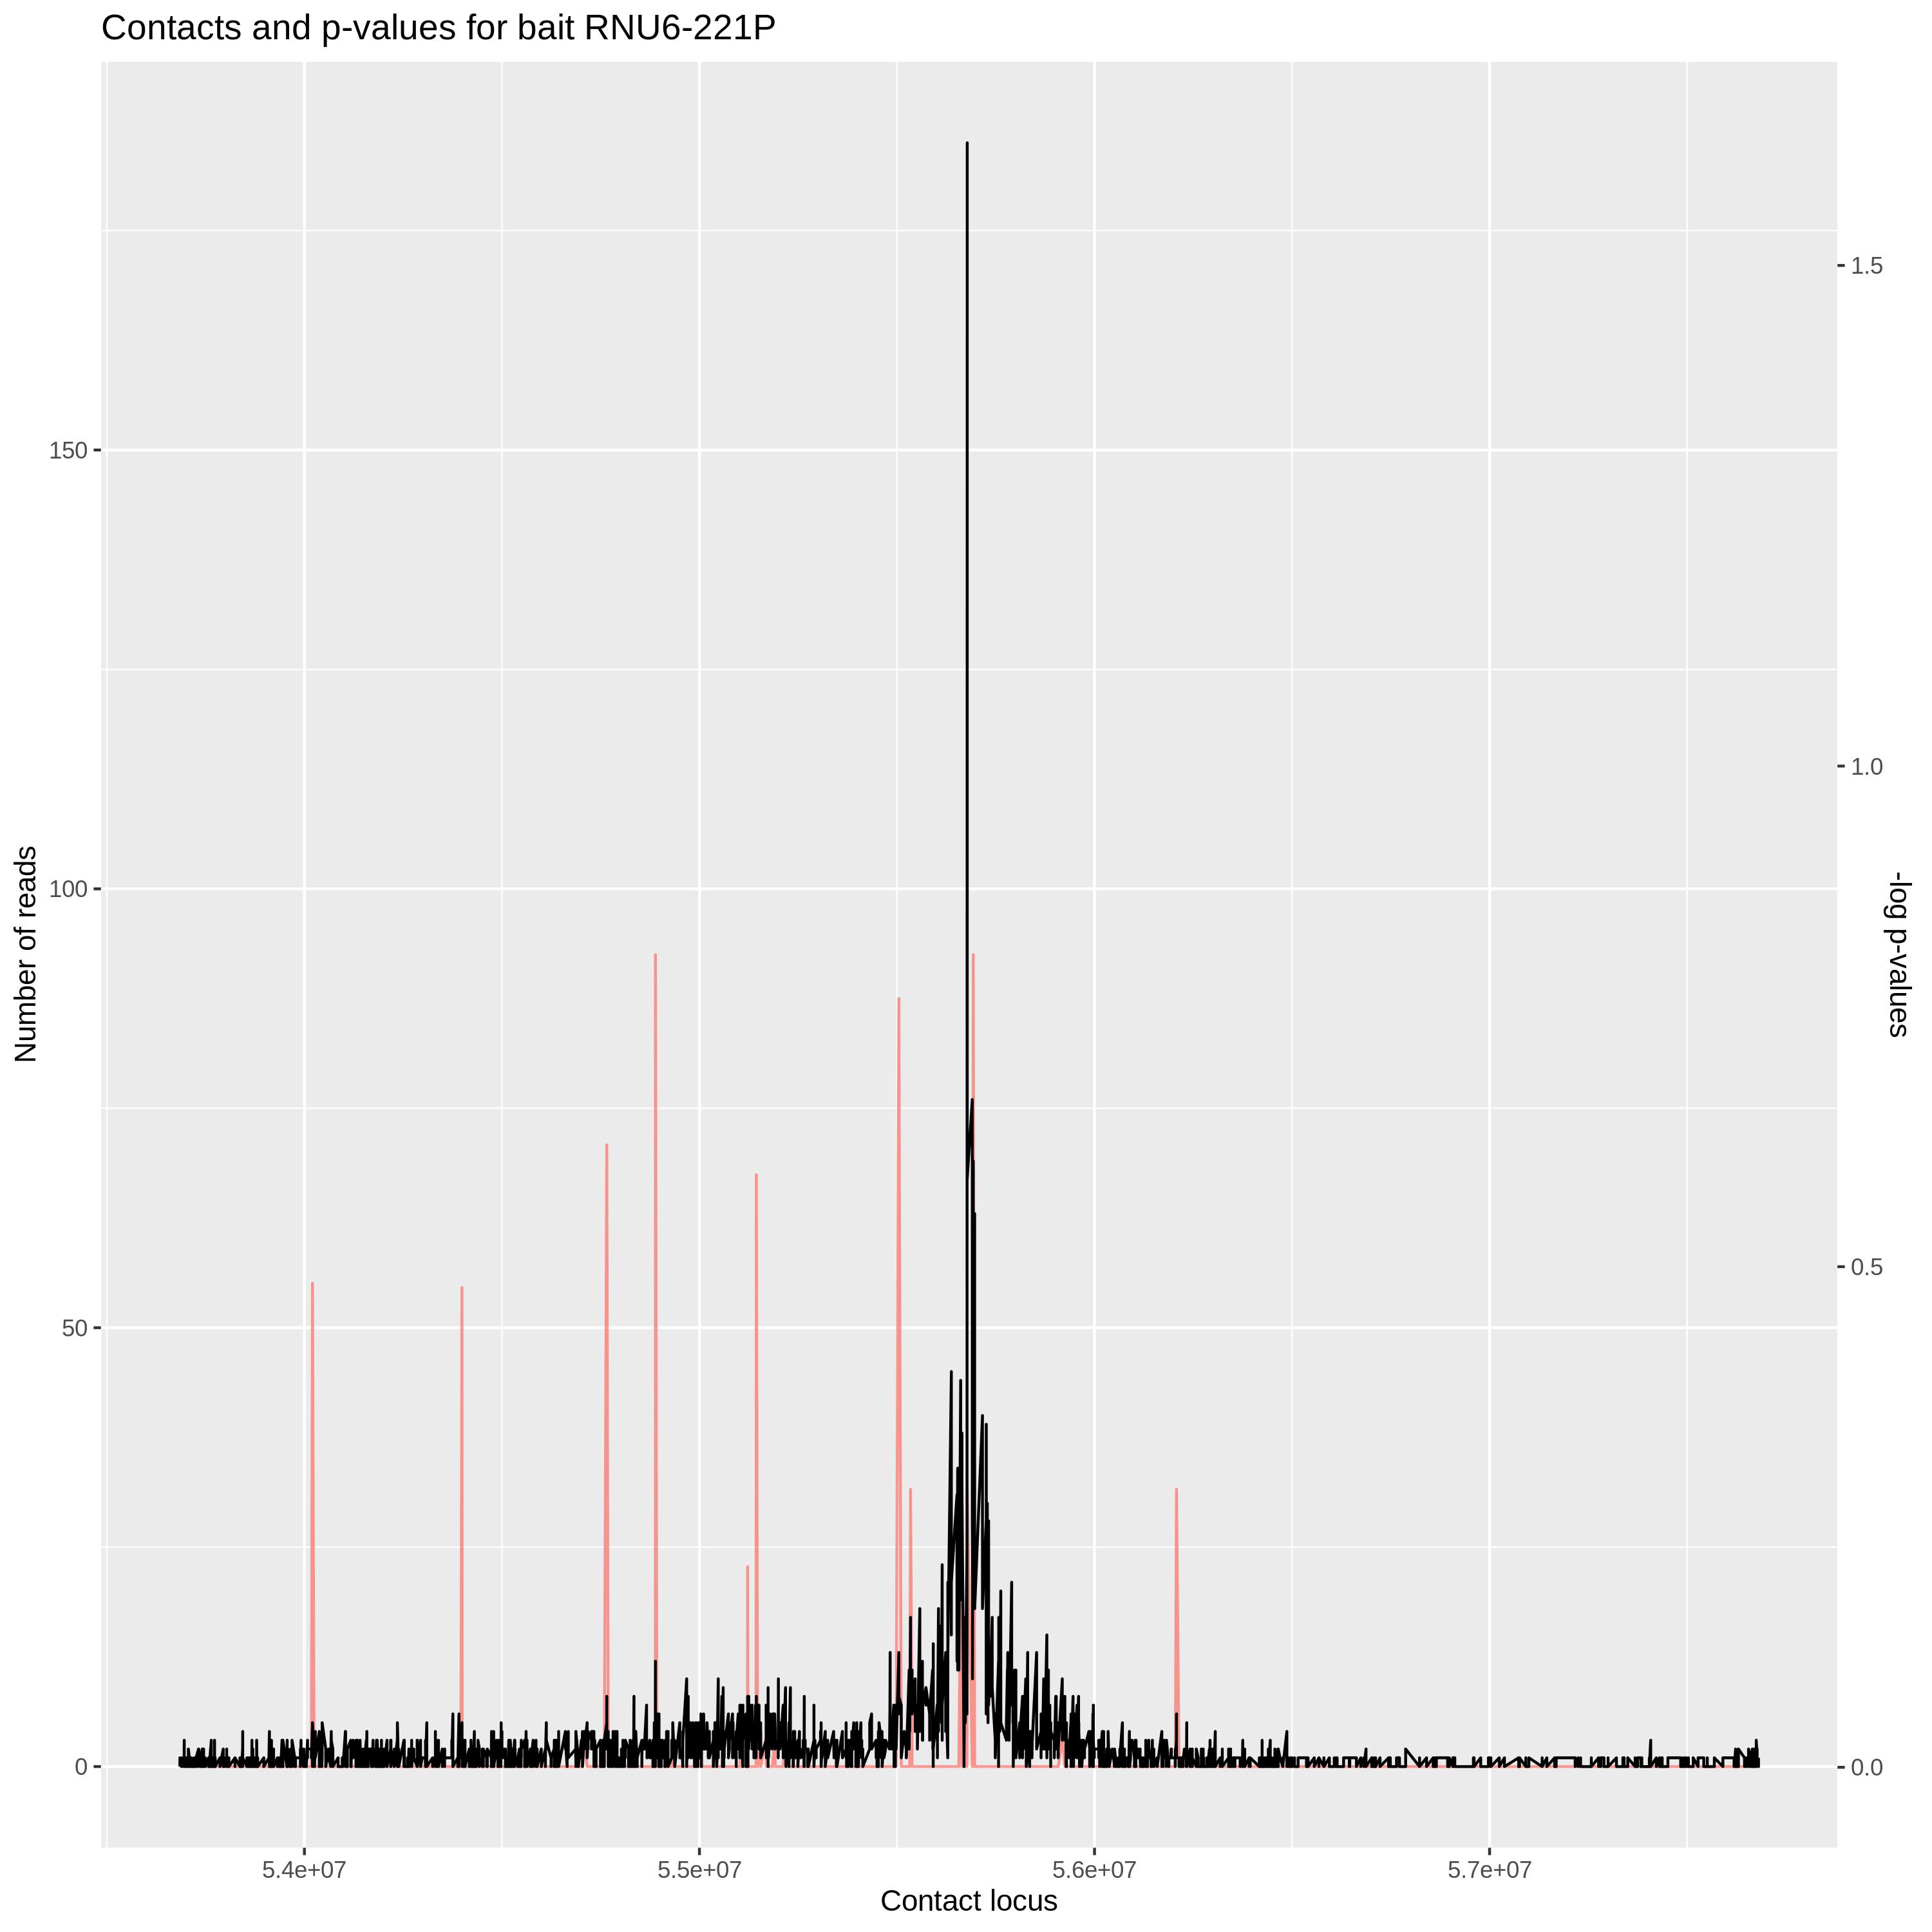 Contacts and p-values for bait RNU6-221P
Number of reads
150
100
50
0
1.5
1.0
0.5
0.0
-log p-values
5.4e+07
5.5e+07
5.6e+07
5.7e+07
Contact locus